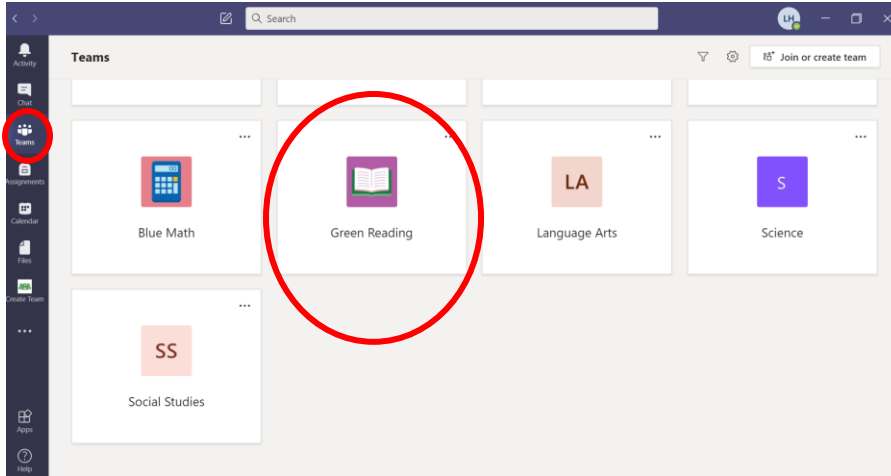 Search
LH
Activity
Teams
Join or create team
Chat
Teams
Assignments
Calendar
Files
Create Team
Blue Math
Green Reading
LA
Language Arts
S
Science
SS
Social Studies
Apps
Help